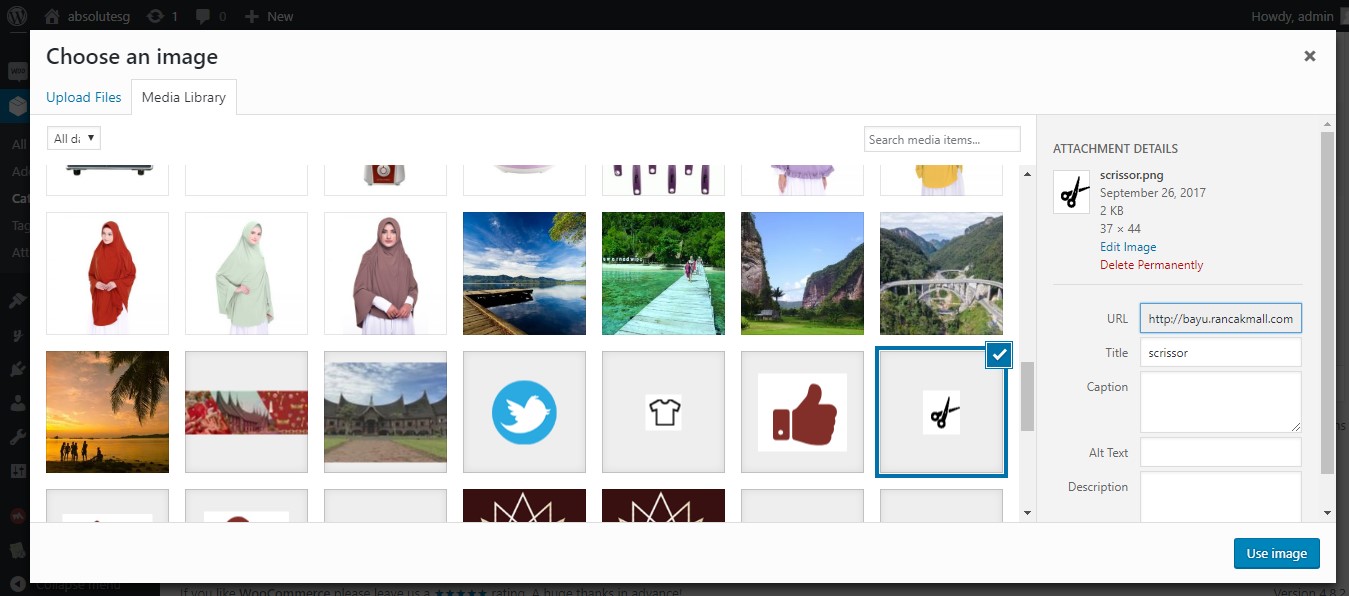 absolutesg 1 0 New
Howdy, admin
Choose an image
Upload Files
Media Library
Search media items...
ATTACHMENT DETAILS
scrissor.png
September 26, 2017
2 KB
37 × 44
Edit Image
Delete Permanently
URL http://bayu.rancakmall.com
Title scrissor
Caption
Alt Text
Description
All
Tag
Use image
Collapse menu
If you like WooCommerce please leave us a ★★★★★ rating. A huge thanks in advance!
Version 4.8.2